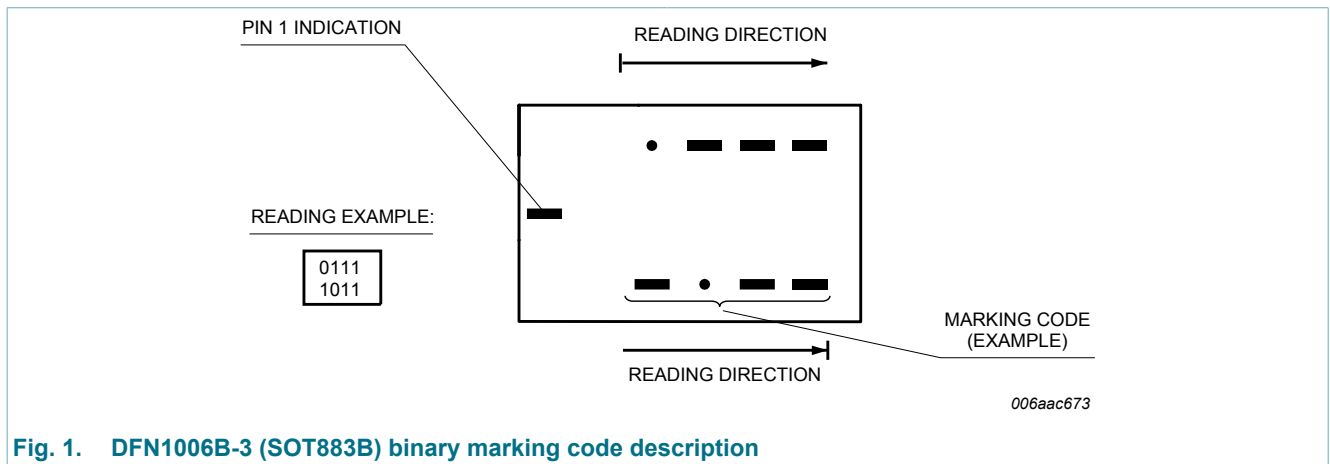 PIN 1 INDICATION
READING DIRECTION
READING EXAMPLE:
0111
1011
MARKING CODE
(EXAMPLE)
READING DIRECTION
006aac673
Fig. 1. DFN1006B-3 (SOT883B) binary marking code description